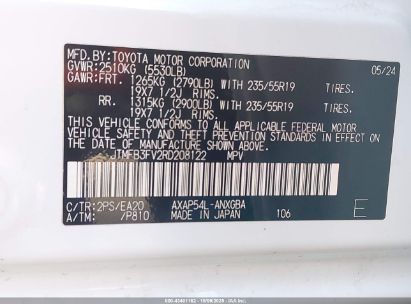 MFD.BY: TOYOTA MOTOR CORPORATION 05/24
GVWR:2510KG (5530LB)
GAWR:FRT. 1265KG (2790LB) WITH 235/55R19 TIRES.
19X7 1/2J RIMS.
RR. 1315KG (2900LB) WITH 235/55R19 TIRES.
19X7 1/2J RIMS.
THIS VEHICLE CONFORMS TO ALL APPLICABLE FEDERAL MOTOR
VEHICLE SAFETY AND THEFT PREVENTION STANDARDS IN EFFECT ON
THE DATE OF MANUFACTURE SHOWN ABOVE.
JTMFB3FV2RD208122 MPV
C/TR:2PS/EA20 AXAP54L-ANXGBA
A/TM: /P810 MADE IN JAPAN 106 E